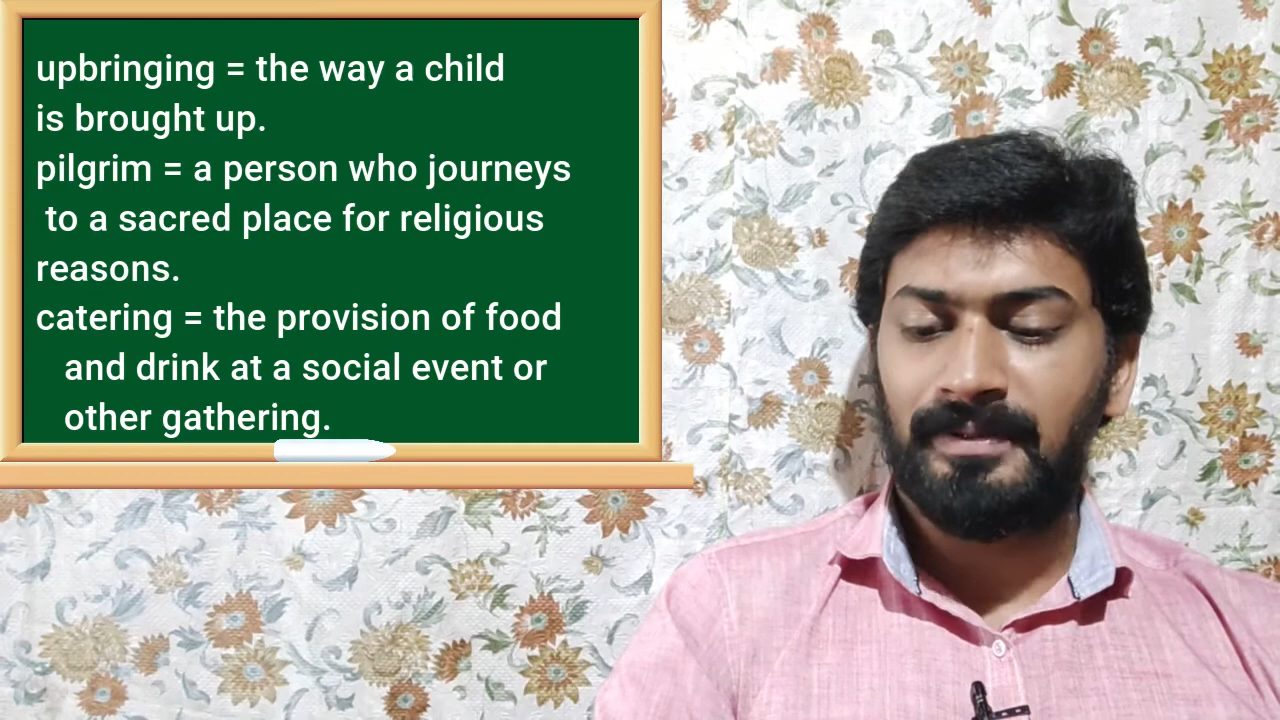 upbringing = the way a child
is brought up.
pilgrim = a person who journeys
to a sacred place for religious
reasons.
catering = the provision of food
and drink at a social event or
other gathering.